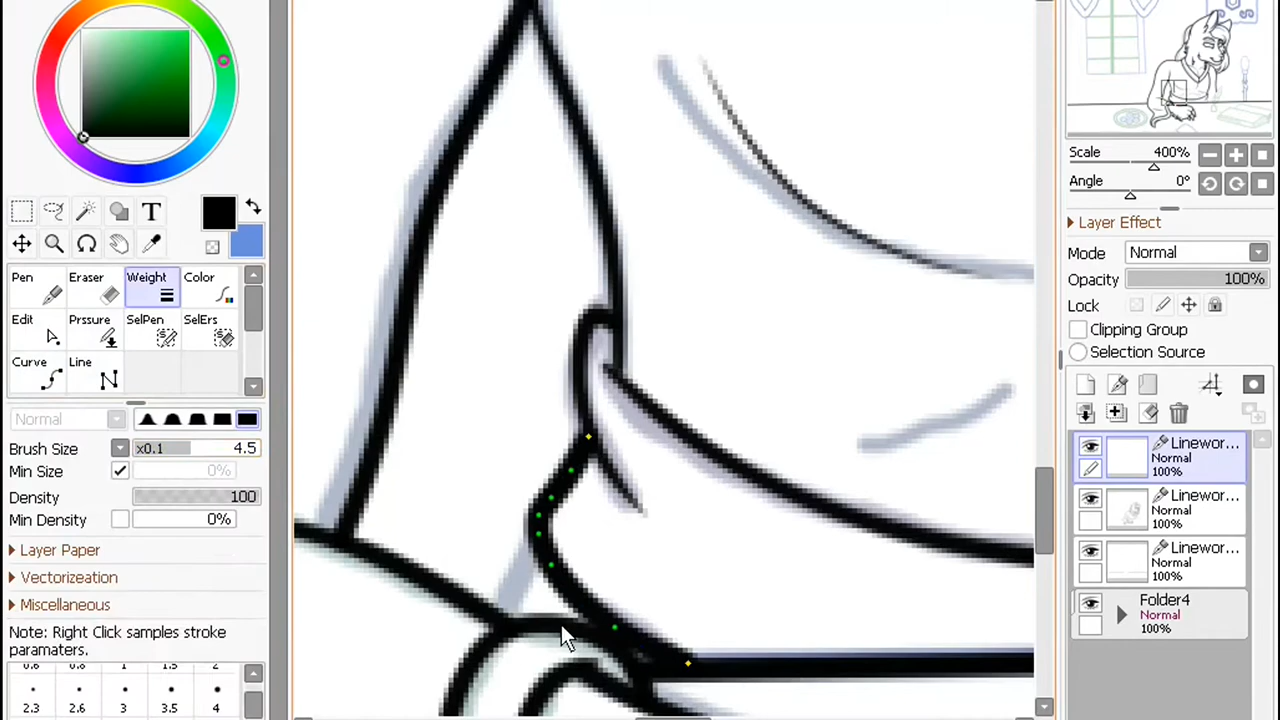 T
Pen
Eraser
Weight
Color
Edit
Prssure
SelPen
SelErs
Curve
Line
Normal
Brush Size x0.1 4.5
Min Size 0%
Density 100
Min Density 0%
Layer Paper
Vectorizeation
Miscellaneous
Note: Right Click samples stroke
paramaters.
0.8 0.8 1 1.5 2
2.3 2.6 3 3.5 4
Scale 400%
Angle 0°
Layer Effect
Mode Normal
Opacity 100%
Lock
Clipping Group
Selection Source
Linewor...
Normal
100%
Linewor...
Normal
100%
Linewor...
Normal
100%
Folder4
Normal
100%